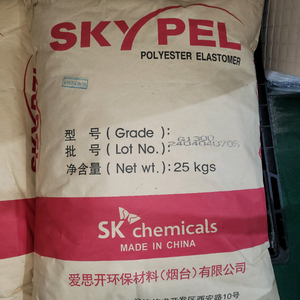 SKYPEL
POLYESTER ELASTOMER
型 号 (Grade) : G130D
批 号 (Lot No.) :
净含量 (Net wt.) : 25 kgs
SK chemicals
MADE IN CHINA
爱思开环保材料(烟台)有限公司